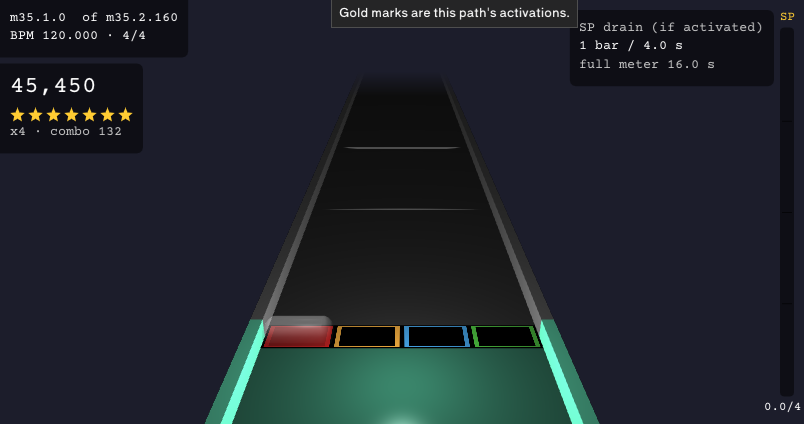 m35.1.0  of m35.2.160
BPM 120.000 · 4/4
45,450
x4 · combo 132
Gold marks are this path's activations.
SP drain (if activated)
1 bar / 4.0 s
full meter 16.0 s
SP
0.0/4